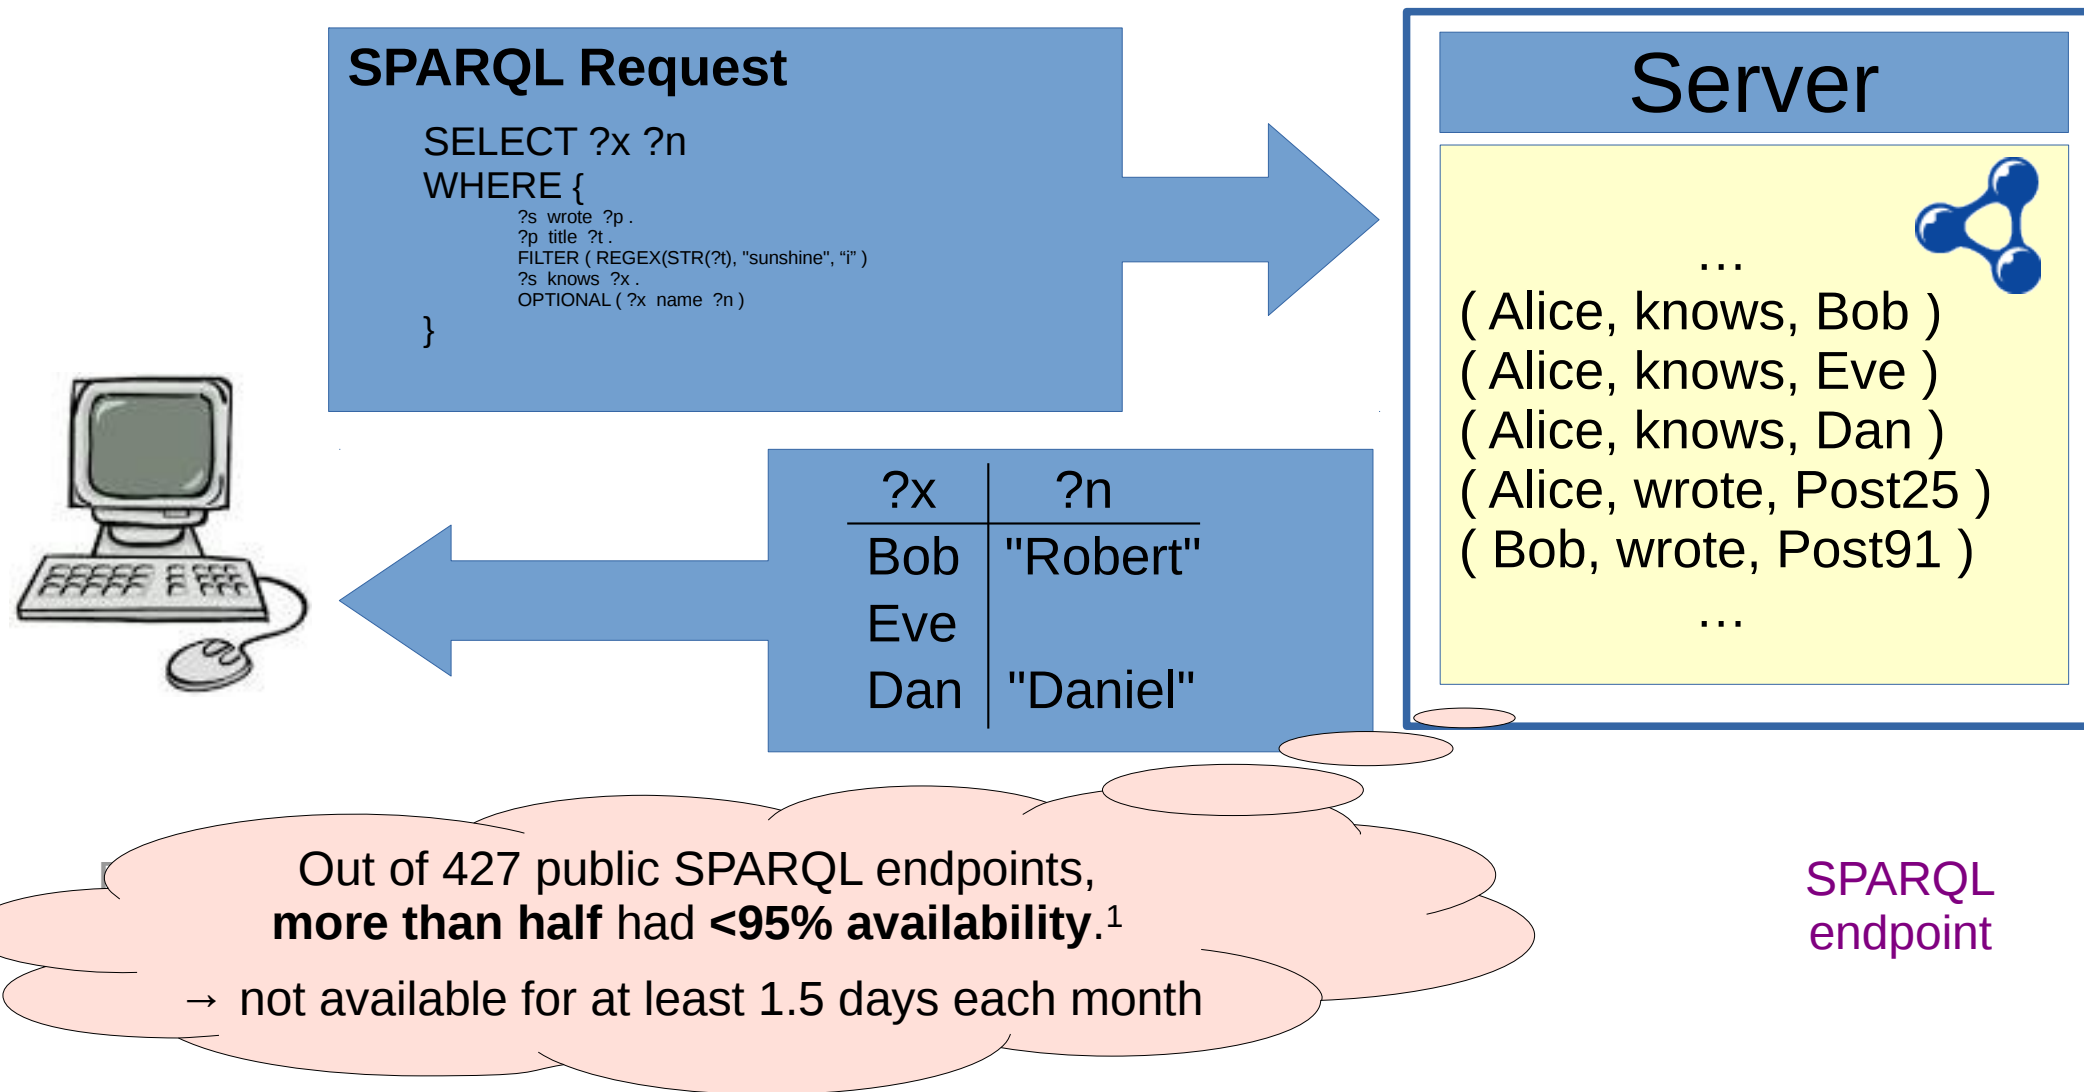 SPARQL Request
SELECT ?x ?n
WHERE {
?s wrote ?p .
?p title ?t .
FILTER ( REGEX(STR(?t), "sunshine", “i” )
?s knows ?x .
OPTIONAL ( ?x name ?n )
}
Server
…
( Alice, knows, Bob )
( Alice, knows, Eve )
( Alice, knows, Dan )
( Alice, wrote, Post25 )
( Bob, wrote, Post91 )
…
?x ?n
Bob "Robert"
Eve
Dan "Daniel"
Out of 427 public SPARQL endpoints,
more than half had <95% availability.1
→ not available for at least 1.5 days each month
SPARQL
endpoint